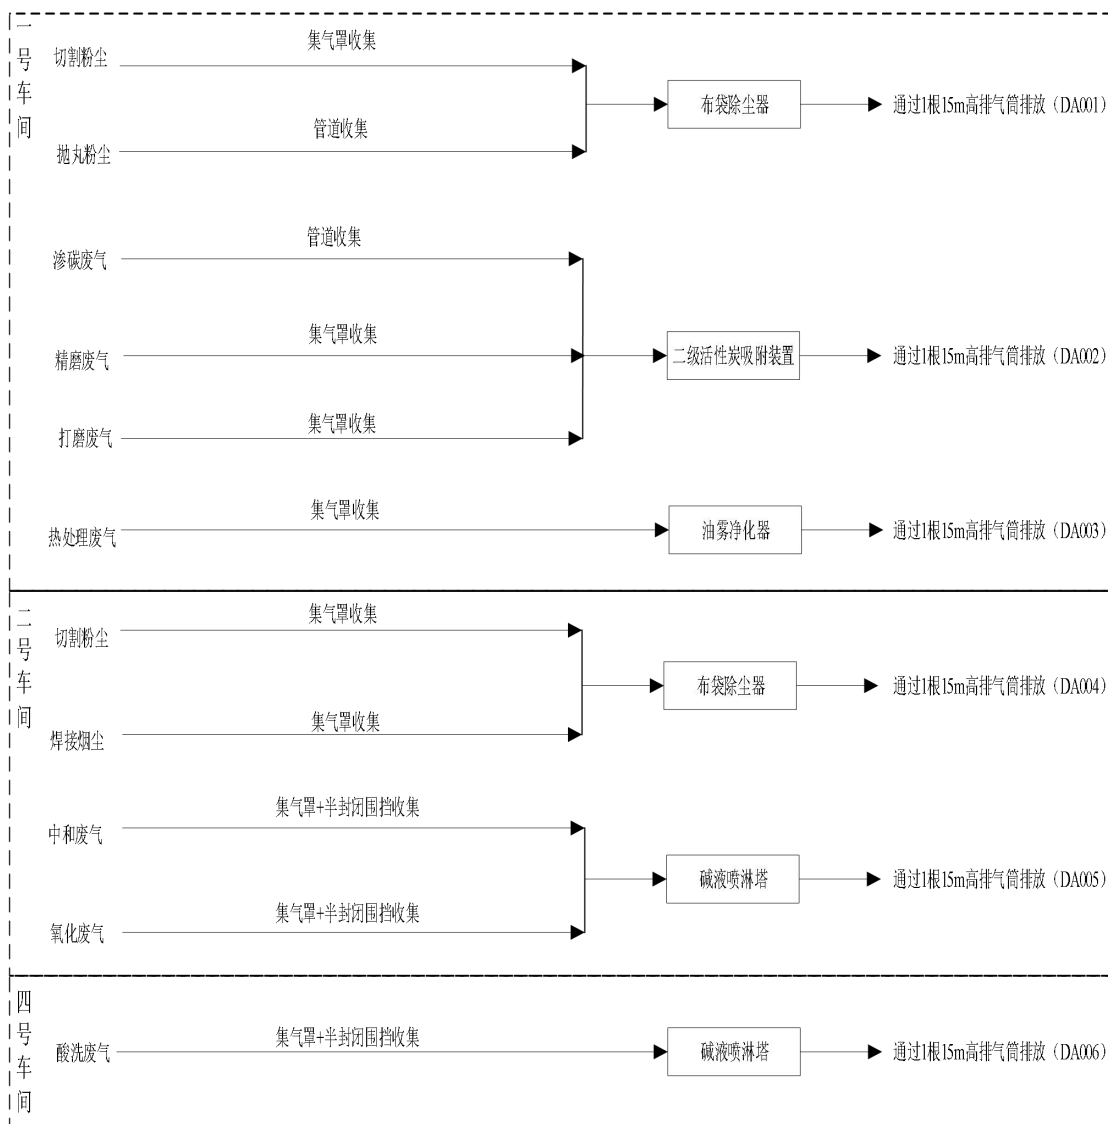 一号车间
切割粉尘
集气罩收集
抛丸粉尘
管道收集
布袋除尘器
通过1根15m高排气筒排放（DA001）
渗碳废气
管道收集
精磨废气
集气罩收集
打磨废气
集气罩收集
二级活性炭吸附装置
通过1根15m高排气筒排放（DA002）
热处理废气
集气罩收集
油雾净化器
通过1根15m高排气筒排放（DA003）
二号车间
切割粉尘
集气罩收集
焊接烟尘
集气罩收集
布袋除尘器
通过1根15m高排气筒排放（DA004）
中和废气
集气罩+半封闭围挡收集
氧化废气
集气罩+半封闭围挡收集
碱液喷淋塔
通过1根15m高排气筒排放（DA005）
四号车间
酸洗废气
集气罩+半封闭围挡收集
碱液喷淋塔
通过1根15m高排气筒排放（DA006）